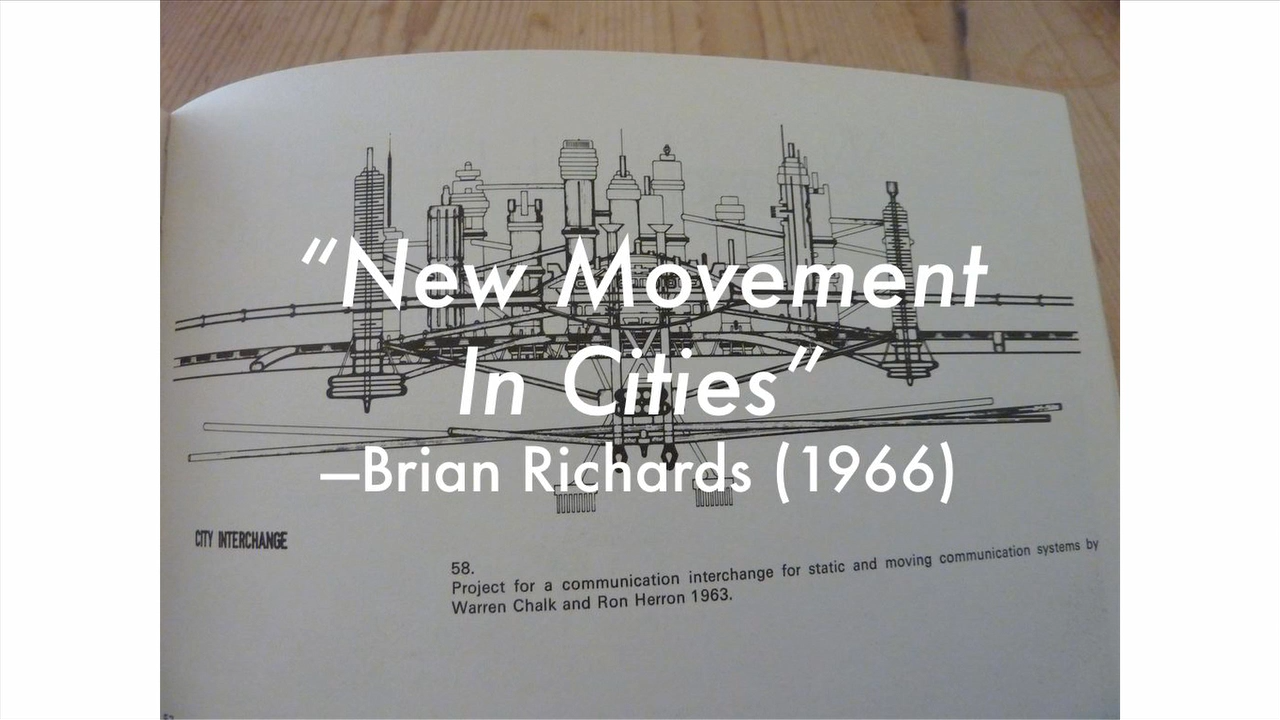 “New Movement
In Cities”
—Brian Richards (1966)
CITY INTERCHANGE
58.
Project for a communication interchange for static and moving communication systems by
Warren Chalk and Ron Herron 1963.